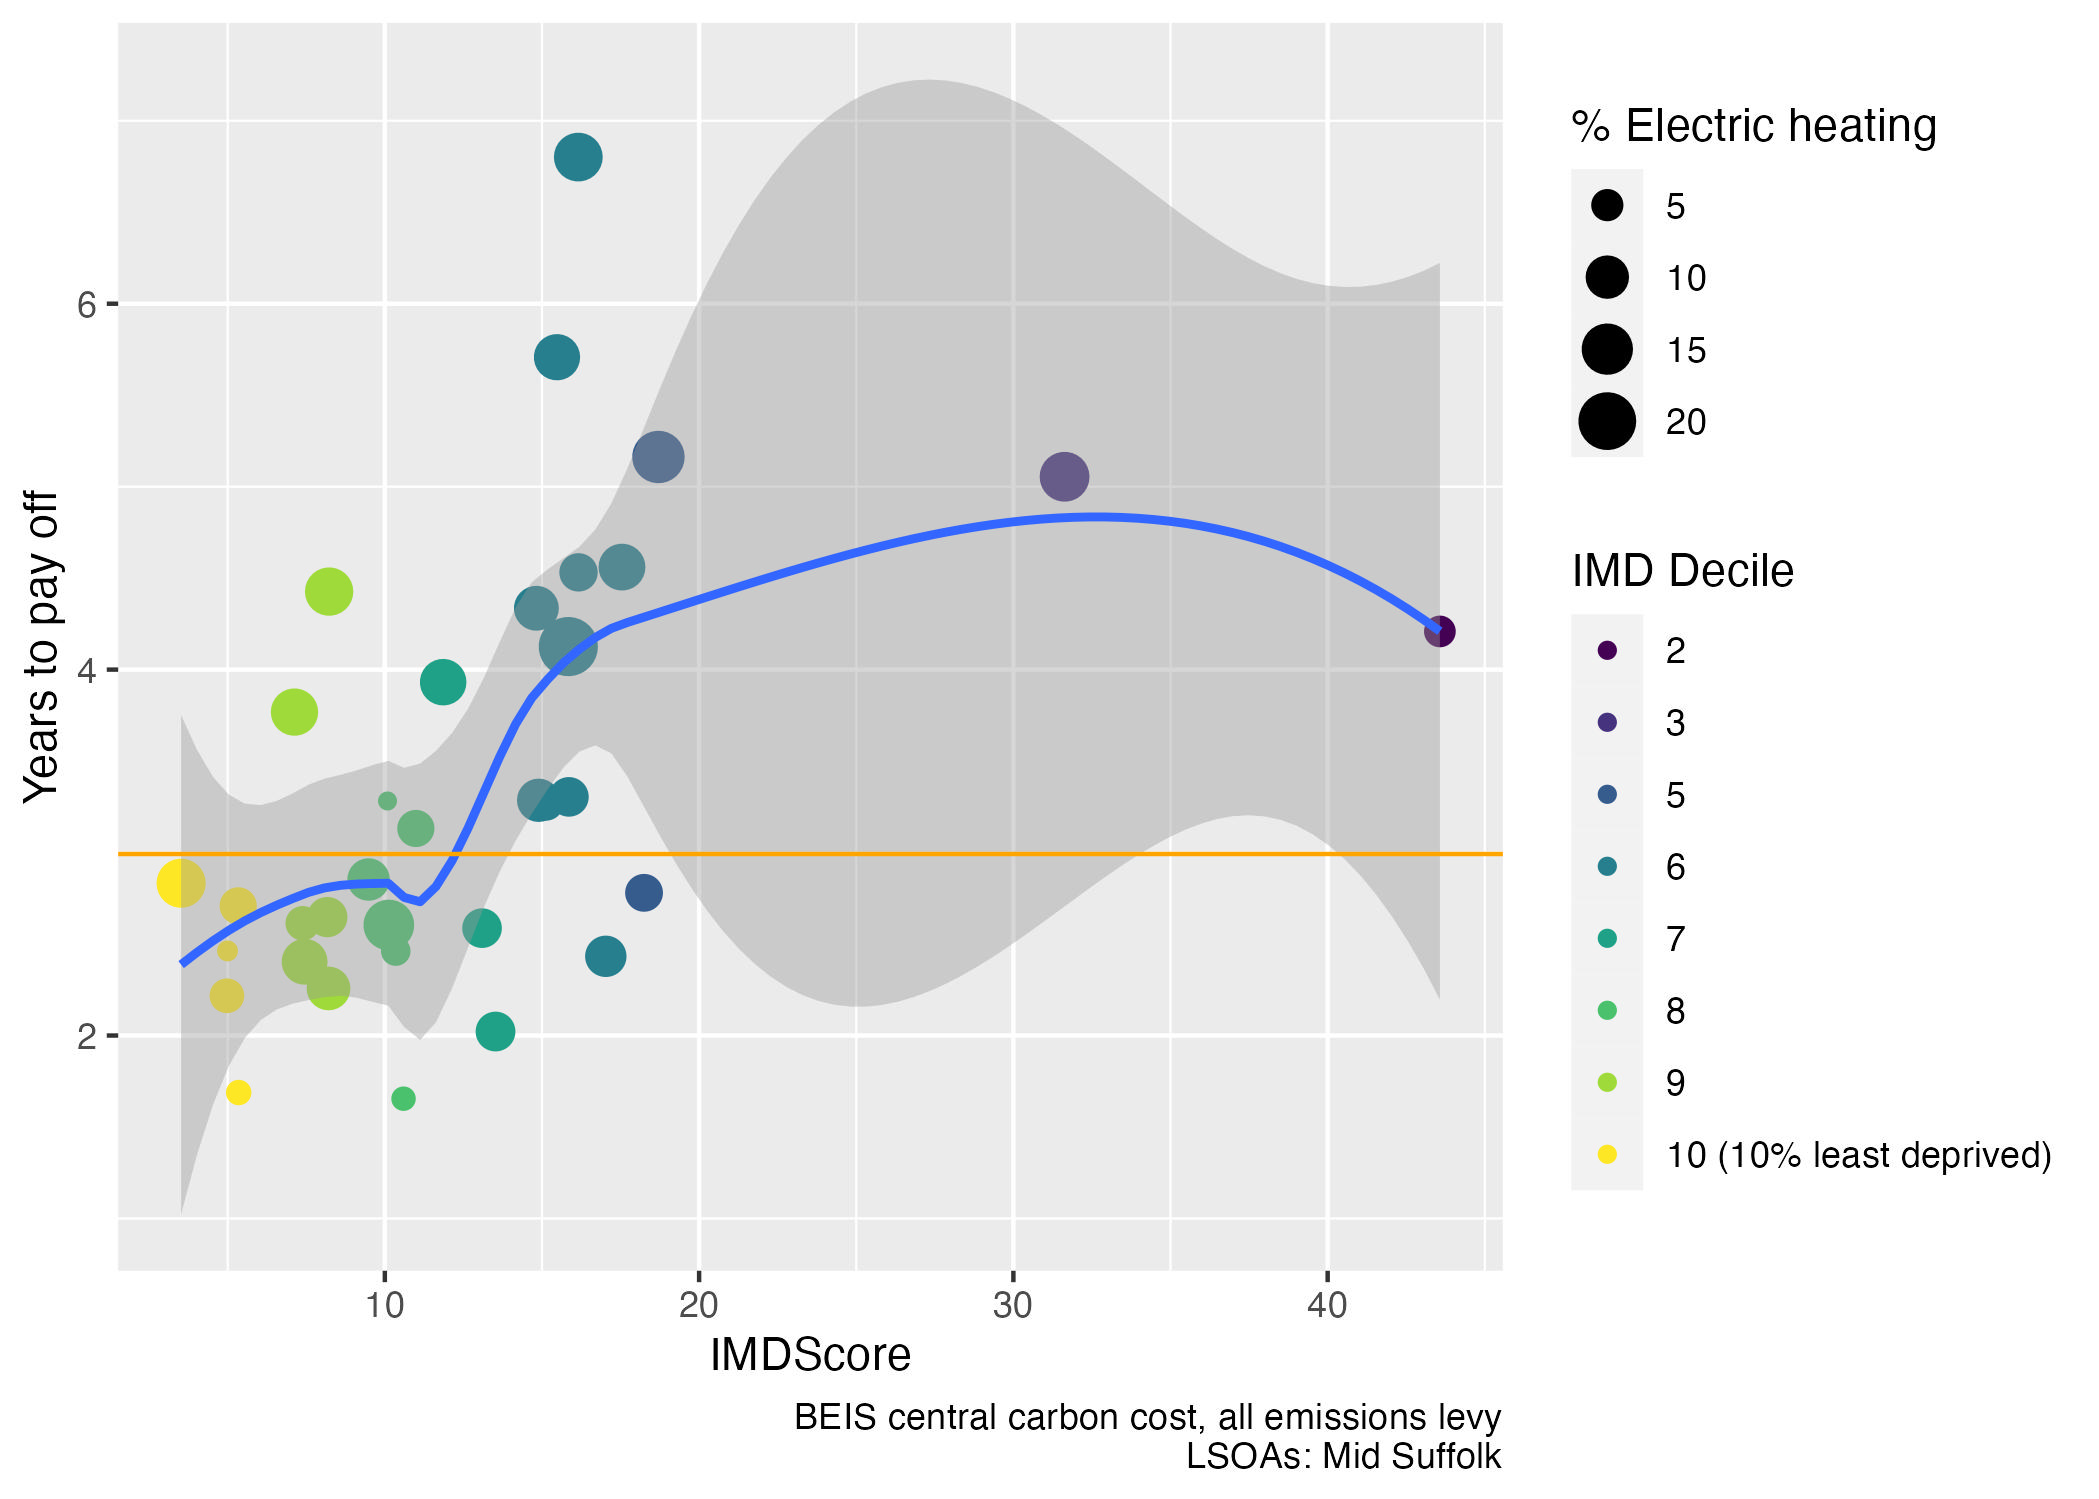 Years to pay off
6
4
2
10 20 30 40
IMDScore
BEIS central carbon cost, all emissions levy
LSOAs: Mid Suffolk
% Electric heating
5
10
15
20
IMD Decile
2
3
5
6
7
8
9
10 (10% least deprived)